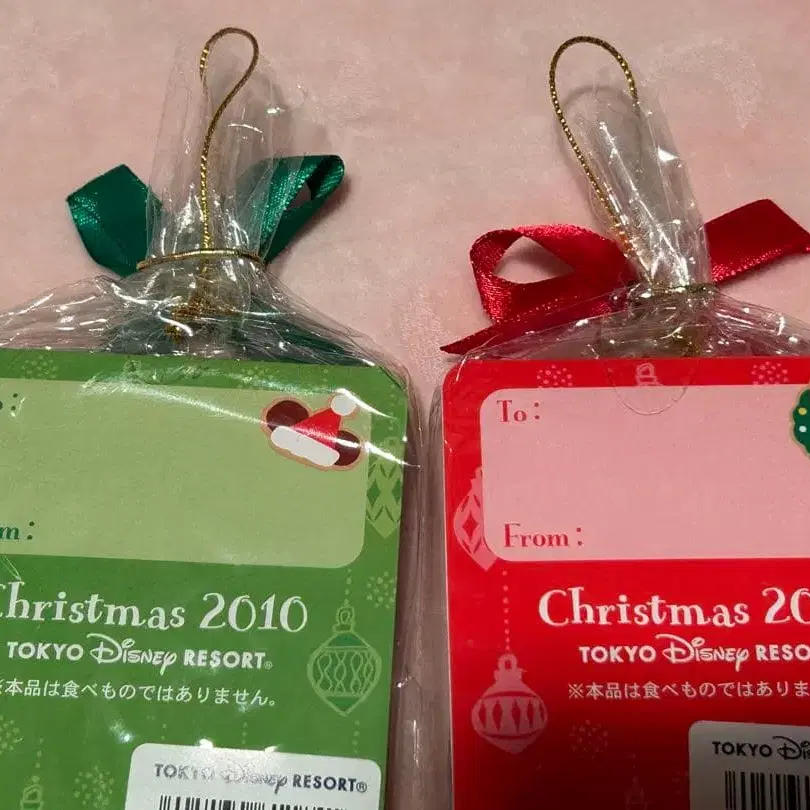 m:
Christmas 2010
TOKYO Disney RESORT®
※本品は食べものではありません。
TOKYO Disney RESORT®
To:
From:
Christmas 20
TOKYO Disney RESO
※本品は食べものではありま
TOKYO Dis